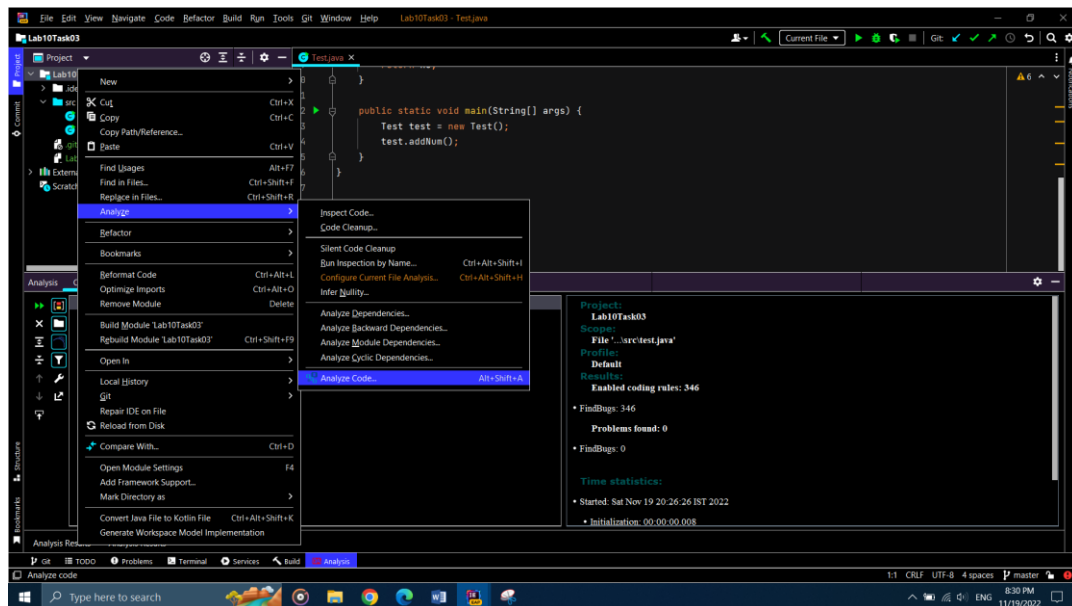 File Edit View Navigate Code Refactor Build Run Tools Git Window Help Lab10Task03 - Test.java
Lab10Task03 Current File Git:
Project Test.java × 6
Lab10
.ide
src
.git
Lab
Externa
Scratch
New
Cut Ctrl+X
Copy Ctrl+C
Copy Path/Reference...
Paste Ctrl+V
Find Usages Alt+F7
Find in Files... Ctrl+Shift+F
Replace in Files... Ctrl+Shift+R
Analyze
Refactor
Bookmarks
Reformat Code Ctrl+Alt+L
Optimize Imports Ctrl+Alt+O
Remove Module Delete
Build Module 'Lab10Task03'
Rebuild Module 'Lab10Task03' Ctrl+Shift+F9
Open In
Local History
Git
Repair IDE on File
Reload from Disk
Compare With... Ctrl+D
Open Module Settings F4
Add Framework Support...
Mark Directory as
Convert Java File to Kotlin File Ctrl+Alt+Shift+K
Generate Workspace Model Implementation
}
public static void main(String[] args) {
Test test = new Test();
test.addNum();
}
}
Inspect Code...
Code Cleanup...
Silent Code Cleanup
Run Inspection by Name... Ctrl+Alt+Shift+I
Configure Current File Analysis... Ctrl+Alt+Shift+H
Infer Nullity...
Analyze Dependencies...
Analyze Backward Dependencies...
Analyze Module Dependencies...
Analyze Cyclic Dependencies...
Analyze Code... Alt+Shift+A
Analysis
Project:
Lab10Task03
Scope:
File '...\src\test.java'
Profile:
Default
Results:
Enabled coding rules: 346
• FindBugs: 346
Problems found: 0
• FindBugs: 0
Time statistics:
• Started: Sat Nov 19 20:26:26 IST 2022
• Initialization: 00:00:00.008
Project
Commit
Structure
Bookmarks
Notifications
Analysis Res
Git TODO Problems Terminal Services Build Analysis
Analyze code 1:1 CRLF UTF-8 4 spaces master
Type here to search ENG 8:30 PM
11/19/2022